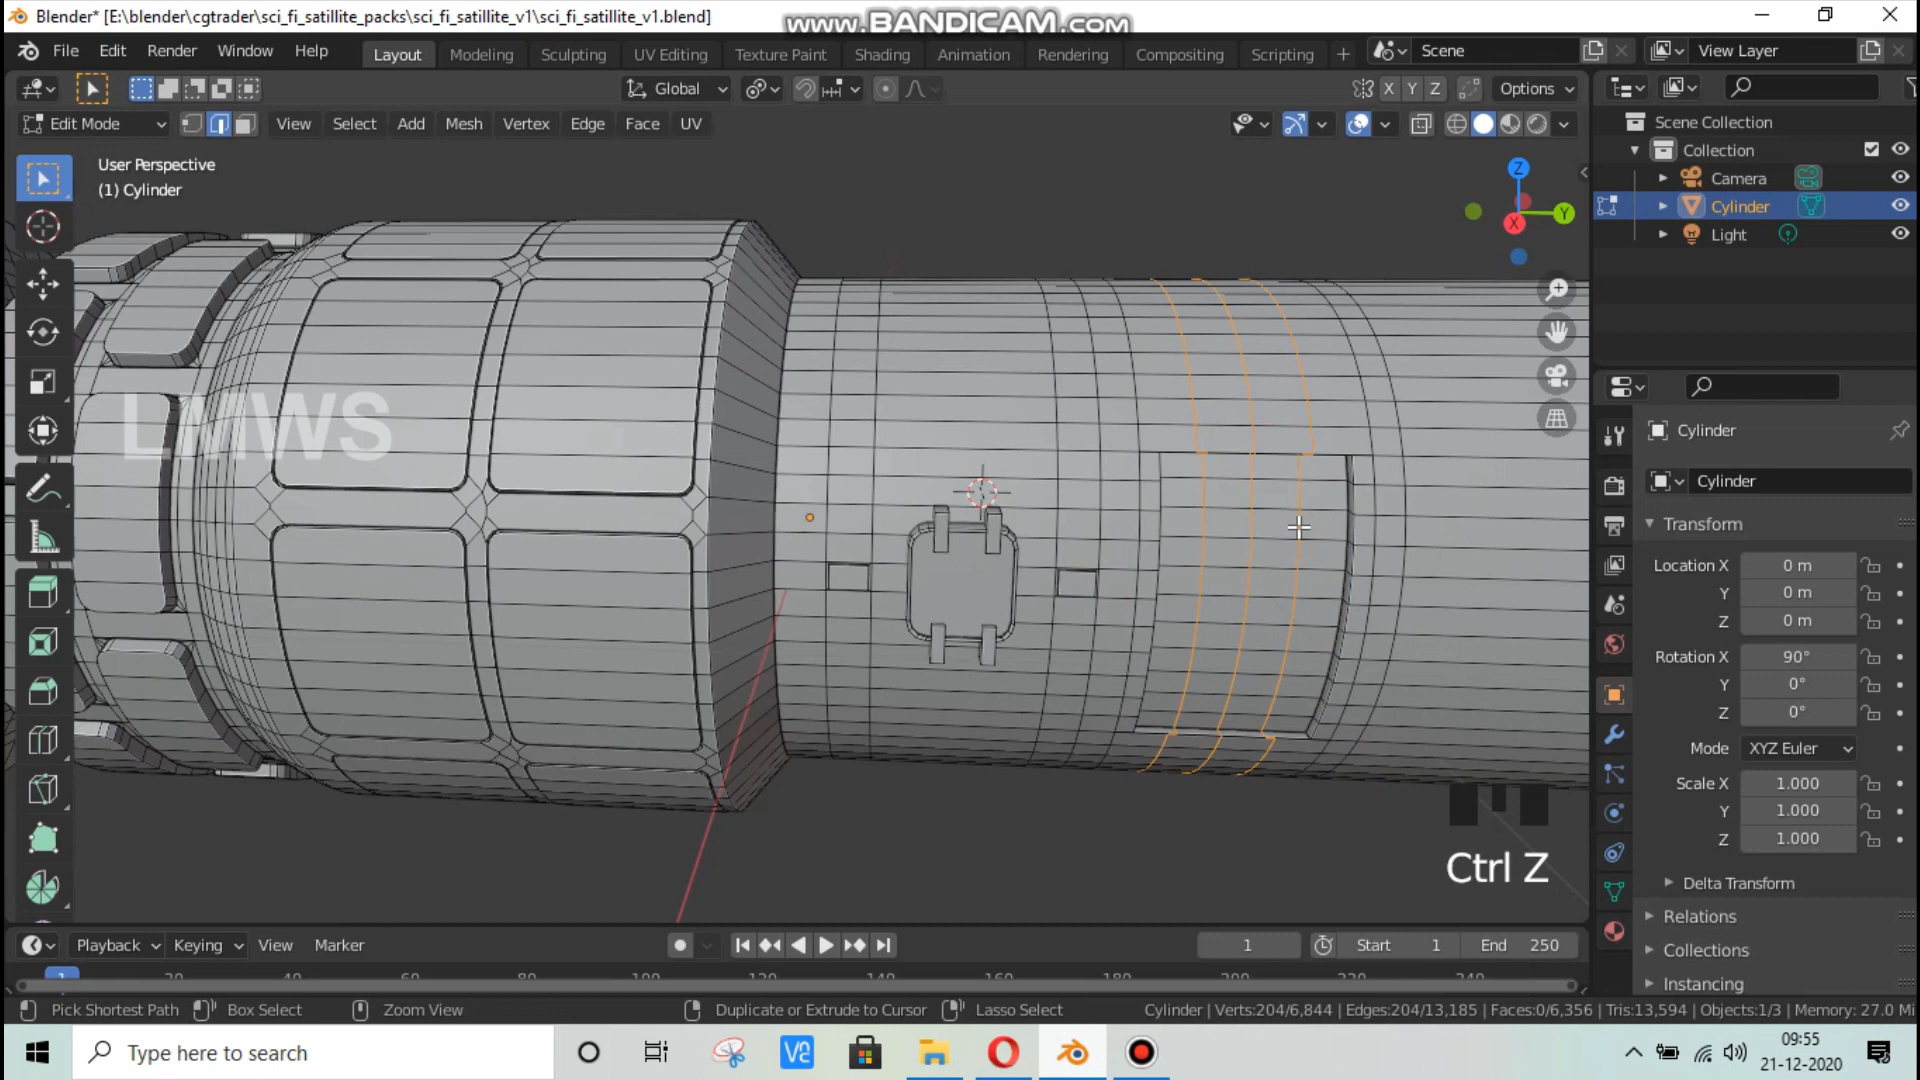 Blender* [E:\blender\cgtrader\sci_fi_satillite_packs\sci_fi_satillite_v1\sci_fi_satillite_v1.blend]
www.BANDICAM.com
File Edit Render Window Help
Layout Modeling Sculpting UV Editing Texture Paint Shading Animation Rendering Compositing Scripting +
Scene
View Layer
Global
X Y Z
Options
Edit Mode
View Select Add Mesh Vertex Edge Face UV
User Perspective
(1) Cylinder
Z
Y
X
Scene Collection
Collection
Camera
Cylinder
Light
LMWS
Ctrl Z
Cylinder
Cylinder
Transform
Location X 0 m
Y 0 m
Z 0 m
Rotation X 90°
Y 0°
Z 0°
Mode XYZ Euler
Scale X 1.000
Y 1.000
Z 1.000
Delta Transform
Relations
Collections
Instancing
Playback Keying View Marker
1
Start 1
End 250
1
Pick Shortest Path Box Select Zoom View Duplicate or Extrude to Cursor Lasso Select
Cylinder | Verts:204/6,844 | Edges:204/13,185 | Faces:0/6,356 | Tris:13,594 | Objects:1/3 | Memory: 27.0 Mi
Type here to search
09:55
21-12-2020